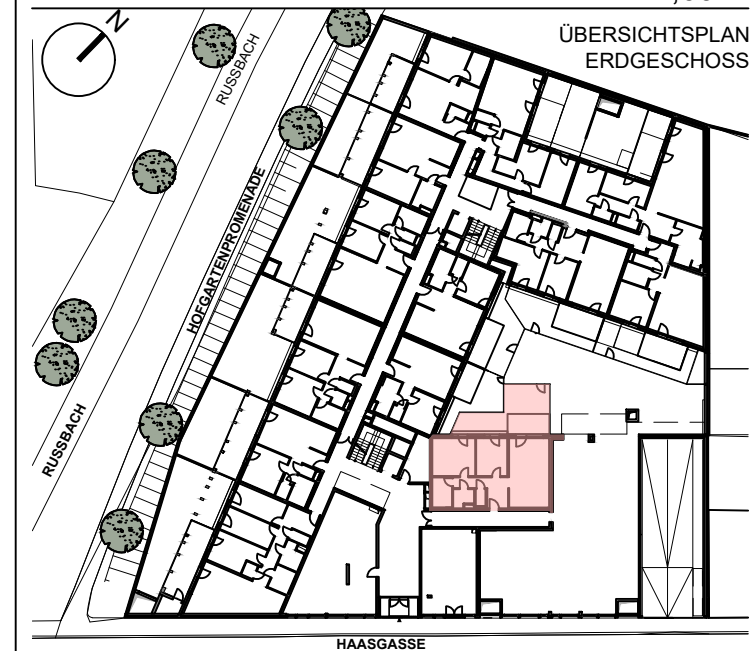 ÜBERSICHTSPLAN
ERDGESCHOSS
N
RUSSBACH
HOFGARTENPROMENADE
RUSSBACH
HAASGASSE